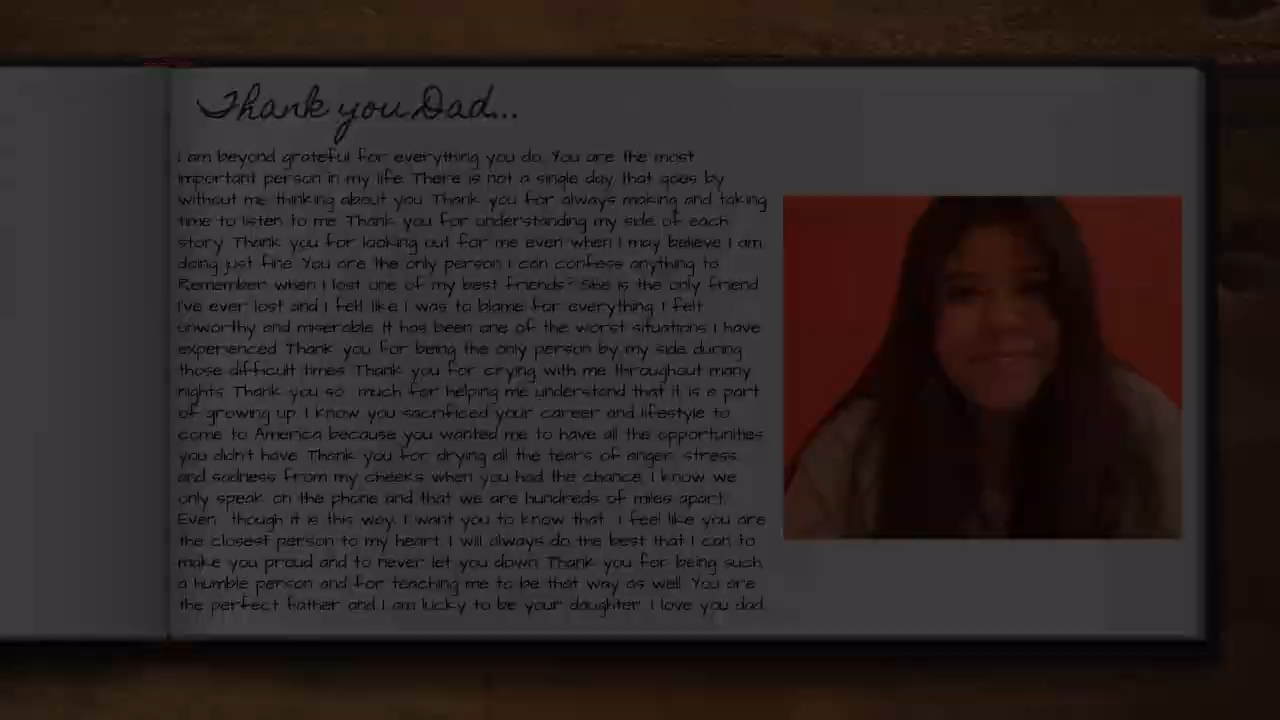 Thank you Dad...
I am beyond grateful for everything you do. You are the most
important person in my life. There is not a single day that goes by
without me thinking about you. Thank you for always making and taking
time to listen to me. Thank you for understanding my side of each
story. Thank you for looking out for me even when I may believe I am
doing just fine. You are the only person I can confess anything to.
Remember when I lost one of my best friends? She is the only friend
I've ever lost and I felt like I was to blame for everything. I felt
unworthy and miserable. It has been one of the worst situations I have
experienced. Thank you for being the only person by my side during
those difficult times. Thank you for crying with me throughout many
nights. Thank you so much for helping me understand that it is a part
of growing up. I know you sacrificed your career and lifestyle to
come to America because you wanted me to have all the opportunities
you didn't have. Thank you for drying all the tears of anger, stress,
and sadness from my cheeks when you had the chance. I know we
only speak on the phone and that we are hundreds of miles apart.
Even though it is this way, I want you to know that I feel like you are
the closest person to my heart. I will always do the best that I can to
make you proud and to never let you down. Thank you for being such
a humble person and for teaching me to be that way as well. You are
the perfect father and I am lucky to be your daughter. I love you dad.